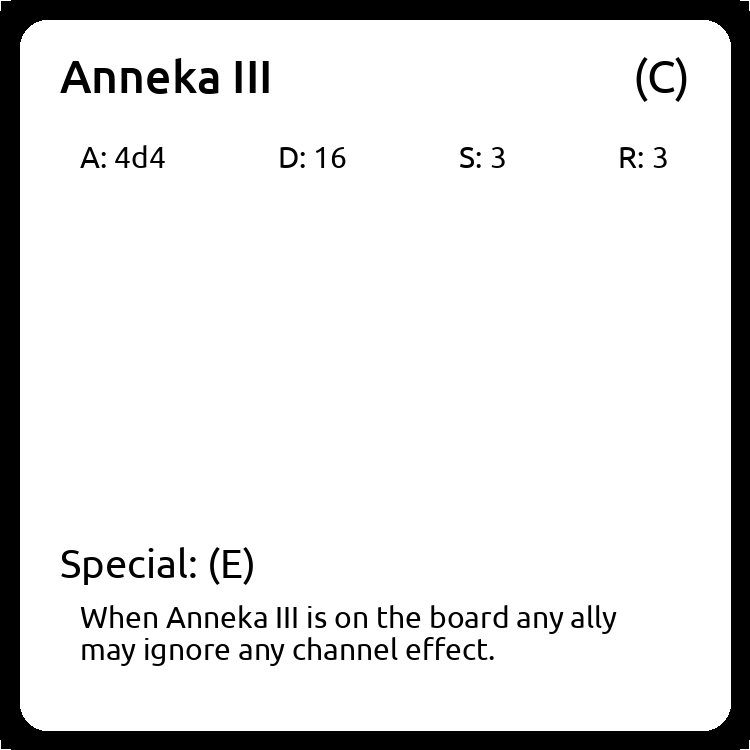 Anneka III (C)
A: 4d4 D: 16 S: 3 R: 3
Special: (E)
When Anneka III is on the board any ally
may ignore any channel effect.